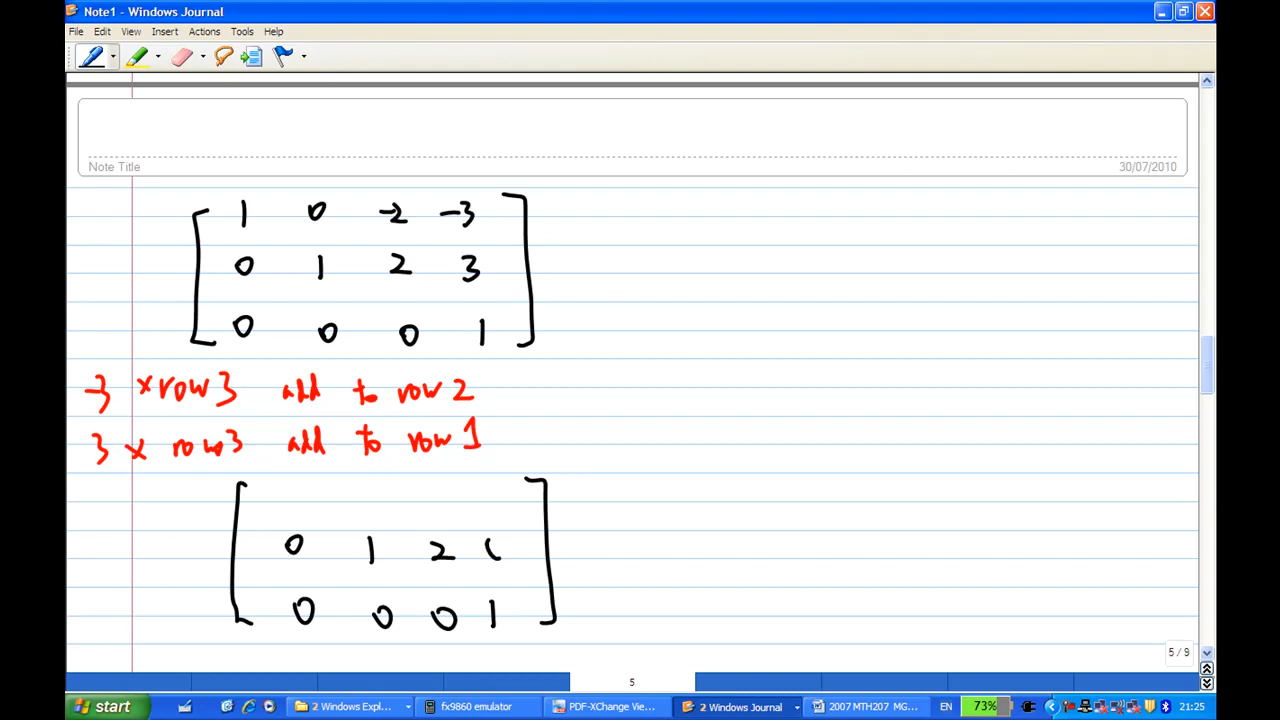 Note1 - Windows Journal
File Edit View Insert Actions Tools Help
Note Title
30/07/2010
1 0 -2 -3
0 1 2 3
0 0 0 1
-3 × row 3 add to row 2
3 × row 3 add to row 1
0 1 2
0 0 0 1
5 / 9
5
start
2 Windows Expl...
fx9860 emulator
PDF-XChange Vie...
2 Windows Journal
2007 MTH207 MG...
EN
73%
21:25